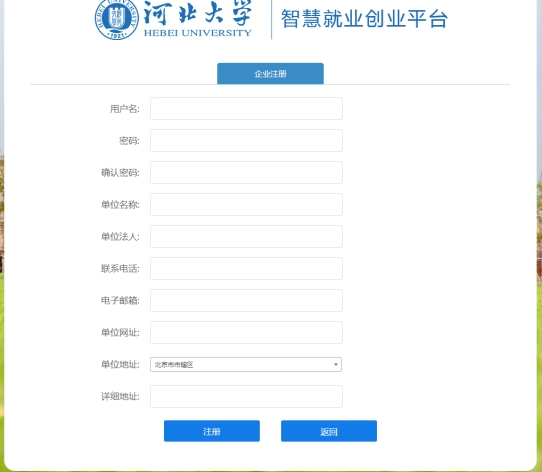 河北大学
HEBEI UNIVERSITY
智慧就业创业平台
HEBEI UNIVERSITY
1921
企业注册
用户名:
密码:
确认密码:
单位名称:
单位法人:
联系电话:
电子邮箱:
单位网址:
单位地址: 北京市市辖区
详细地址:
注册 返回